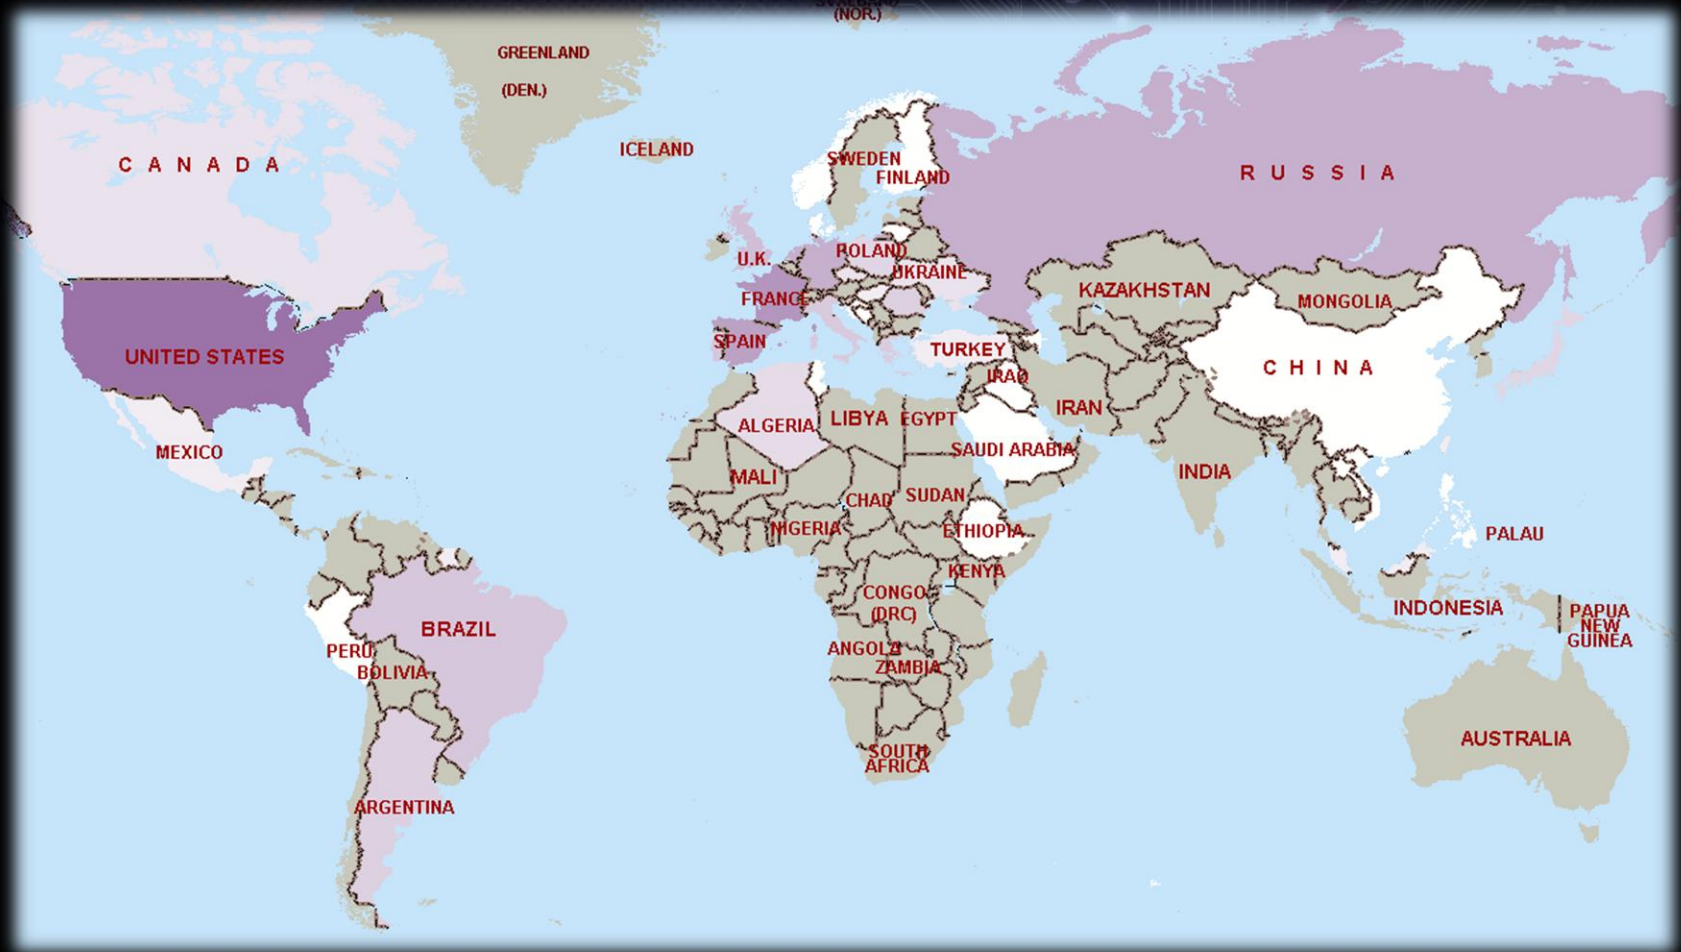 (NOR.)
GREENLAND
(DEN.)
ICELAND
CANADA
SWEDEN
FINLAND
RUSSIA
U.K.
POLAND
UKRAINE
FRANCE
KAZAKHSTAN
MONGOLIA
SPAIN
UNITED STATES
TURKEY
CHINA
IRAQ
IRAN
ALGERIA
LIBYA
EGYPT
MEXICO
SAUDI ARABIA
INDIA
MALI
CHAD
SUDAN
NIGERIA
ETHIOPIA
PALAU
KENYA
CONGO
(DRC)
INDONESIA
PAPUA
NEW
GUINEA
BRAZIL
PERU
BOLIVIA
ANGOLA
ZAMBIA
SOUTH
AFRICA
AUSTRALIA
ARGENTINA